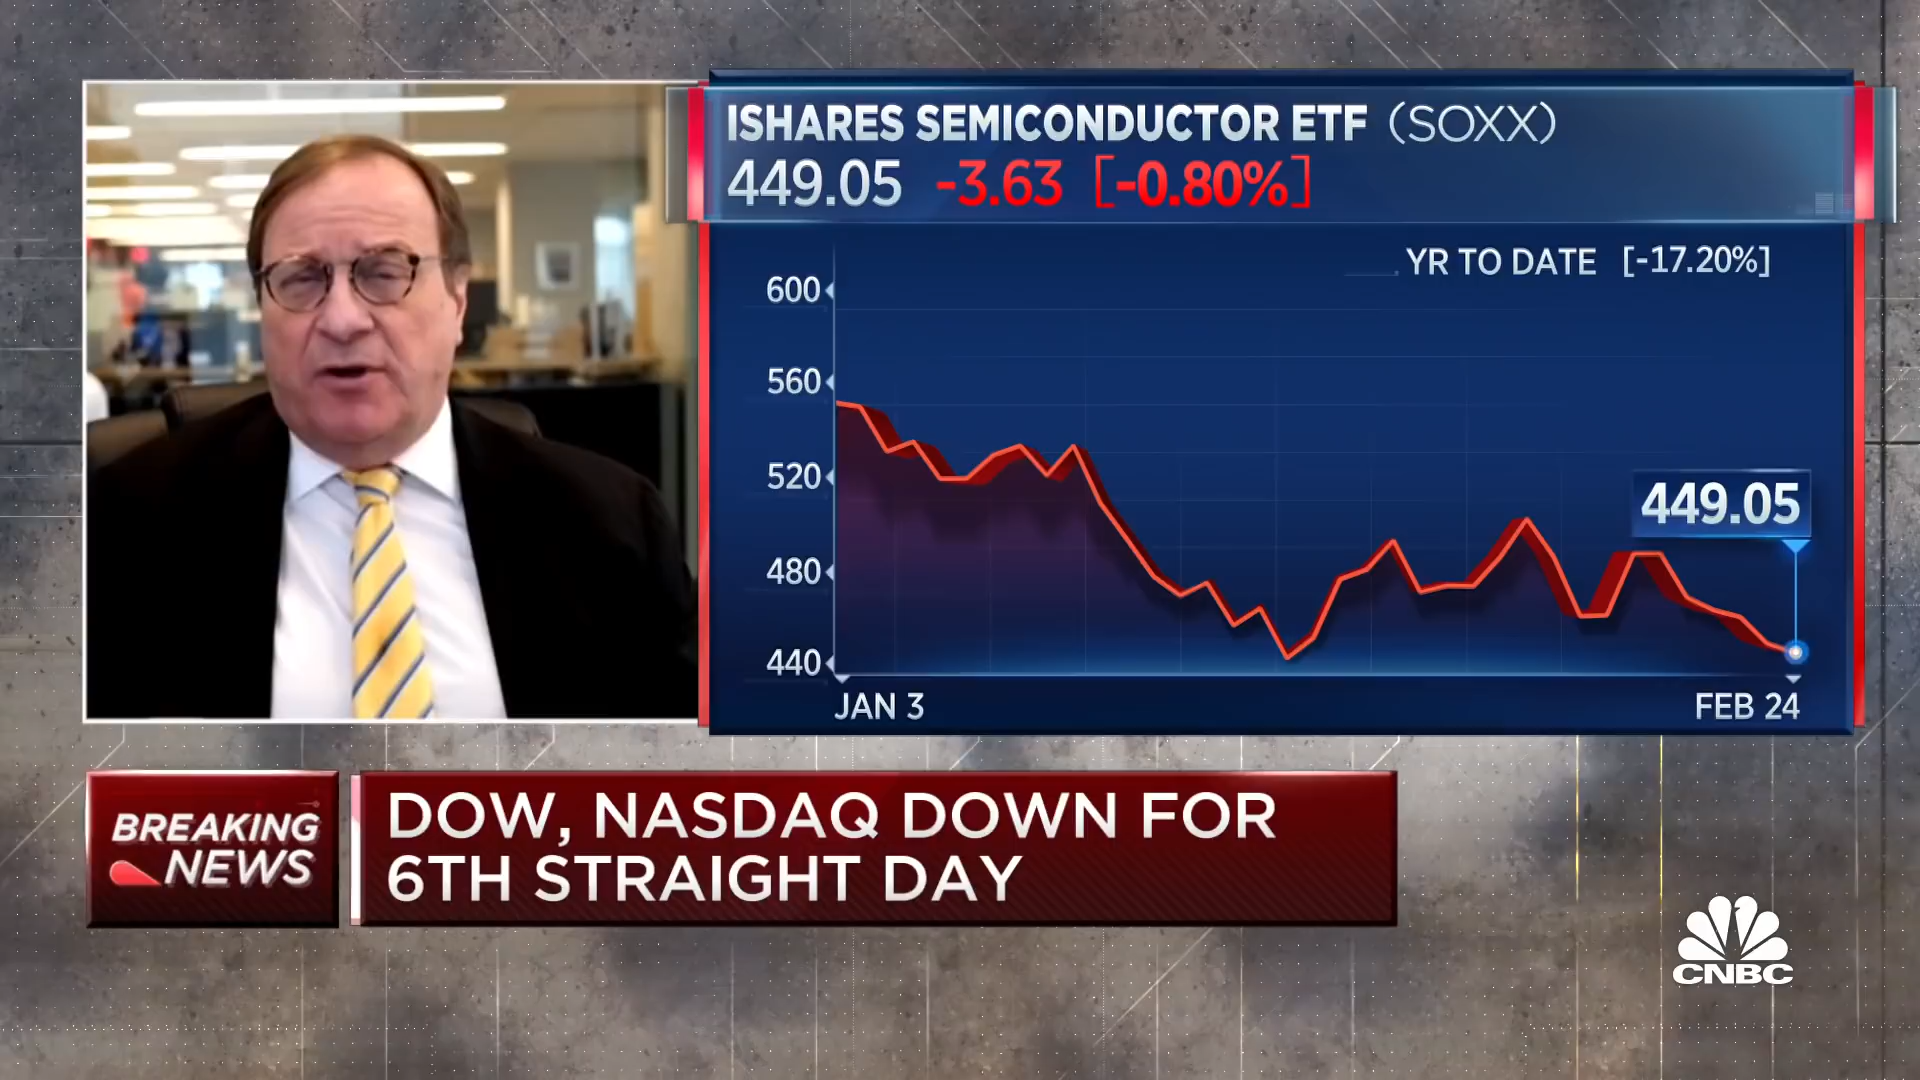 ISHARES SEMICONDUCTOR ETF (SOXX)
449.05 -3.63 [-0.80%]
YR TO DATE [-17.20%]
600
560
520
480
440
449.05
JAN 3 FEB 24
BREAKING
NEWS
DOW, NASDAQ DOWN FOR
6TH STRAIGHT DAY
CNBC